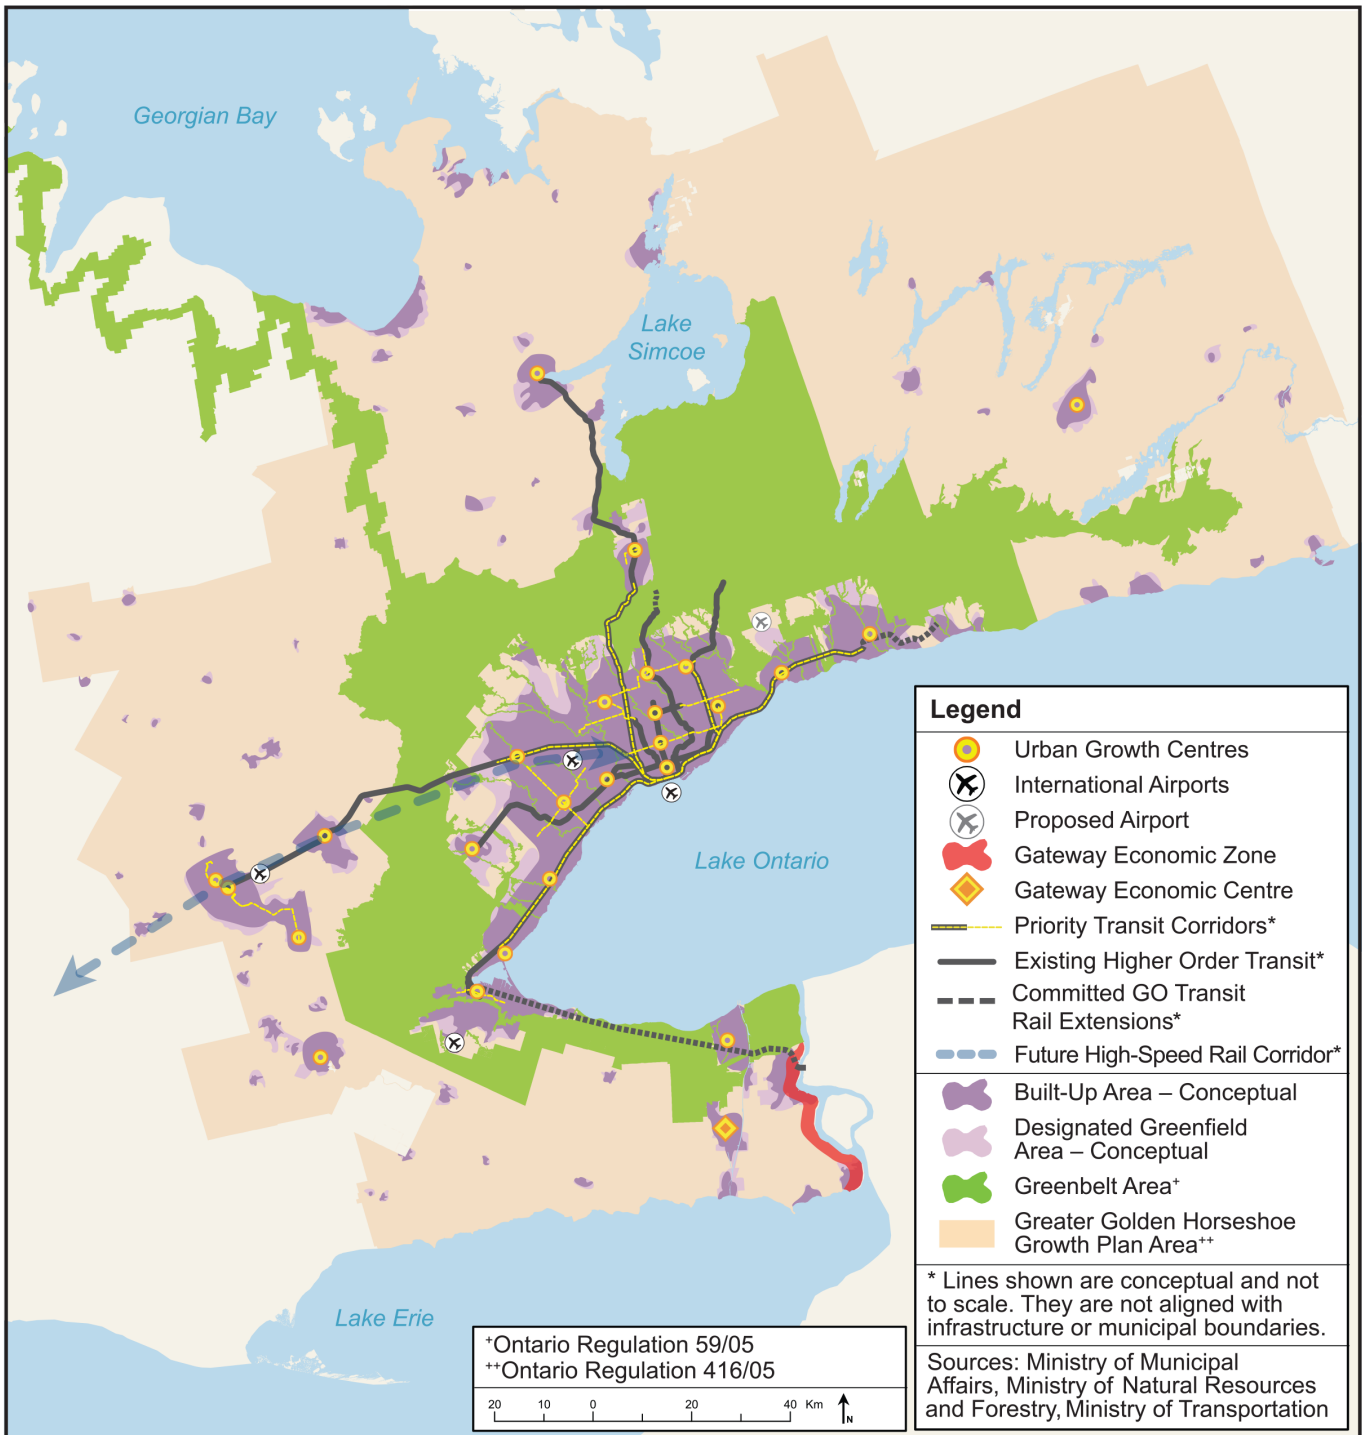 Georgian Bay
Lake
Simcoe
Lake Ontario
Lake Erie
Legend
Urban Growth Centres
International Airports
Proposed Airport
Gateway Economic Zone
Gateway Economic Centre
Priority Transit Corridors*
Existing Higher Order Transit*
Committed GO Transit
Rail Extensions*
Future High-Speed Rail Corridor*
Built-Up Area – Conceptual
Designated Greenfield
Area – Conceptual
Greenbelt Area+
Greater Golden Horseshoe
Growth Plan Area++
* Lines shown are conceptual and not
to scale. They are not aligned with
infrastructure or municipal boundaries.
Sources: Ministry of Municipal
Affairs, Ministry of Natural Resources
and Forestry, Ministry of Transportation
+Ontario Regulation 59/05
++Ontario Regulation 416/05
20 10 0 20 40 Km
N